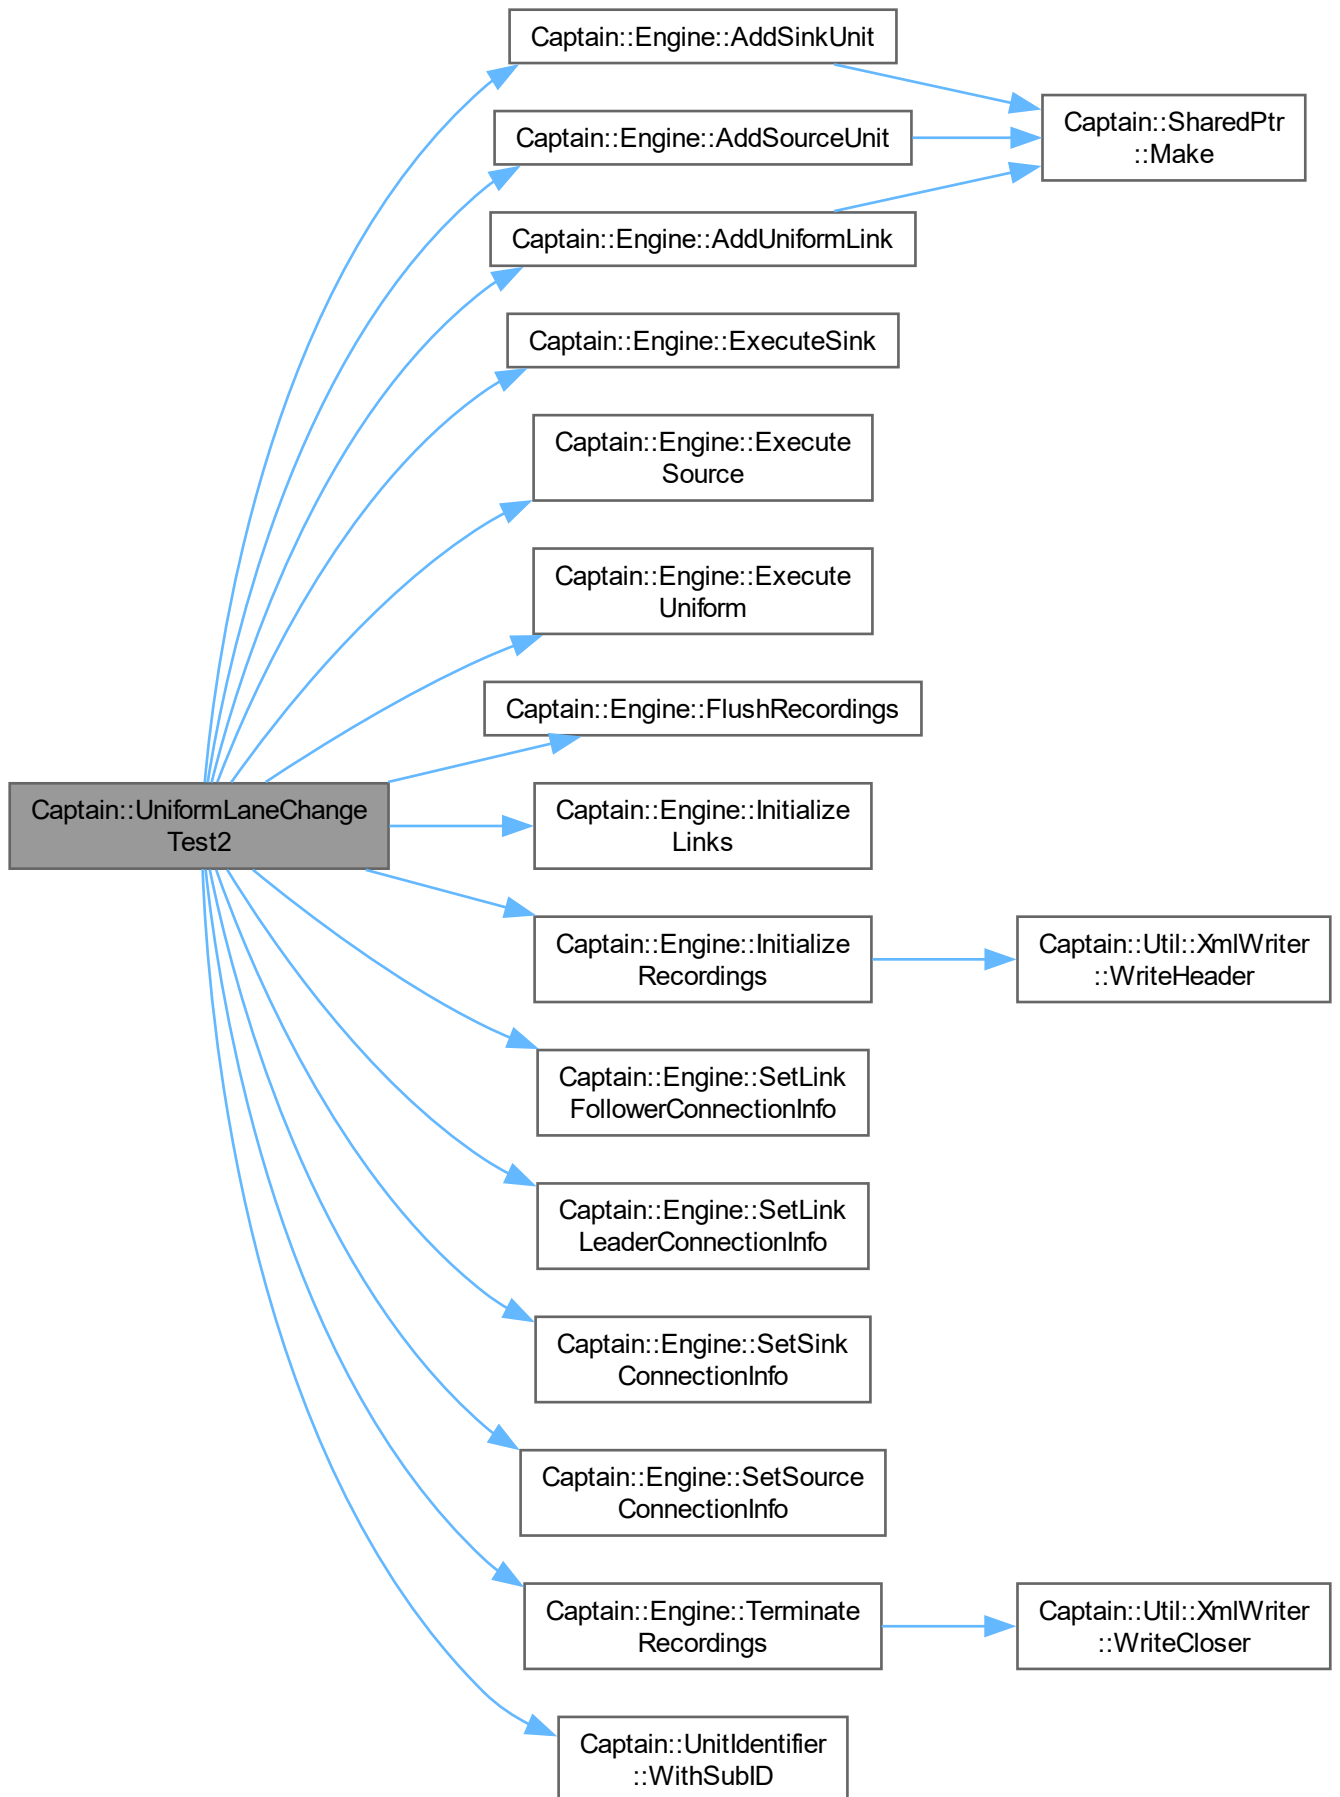 Captain::Engine::AddSinkUnit
Captain::SharedPtr
::Make
Captain::Engine::AddSourceUnit
Captain::Engine::AddUniformLink
Captain::Engine::ExecuteSink
Captain::Engine::Execute
Source
Captain::Engine::Execute
Uniform
Captain::Engine::FlushRecordings
Captain::UniformLaneChange
Test2
Captain::Engine::Initialize
Links
Captain::Engine::Initialize
Recordings
Captain::Util::XmlWriter
::WriteHeader
Captain::Engine::SetLink
FollowerConnectionInfo
Captain::Engine::SetLink
LeaderConnectionInfo
Captain::Engine::SetSink
ConnectionInfo
Captain::Engine::SetSource
ConnectionInfo
Captain::Engine::Terminate
Recordings
Captain::Util::XmlWriter
::WriteCloser
Captain::UnitIdentifier
::WithSubID